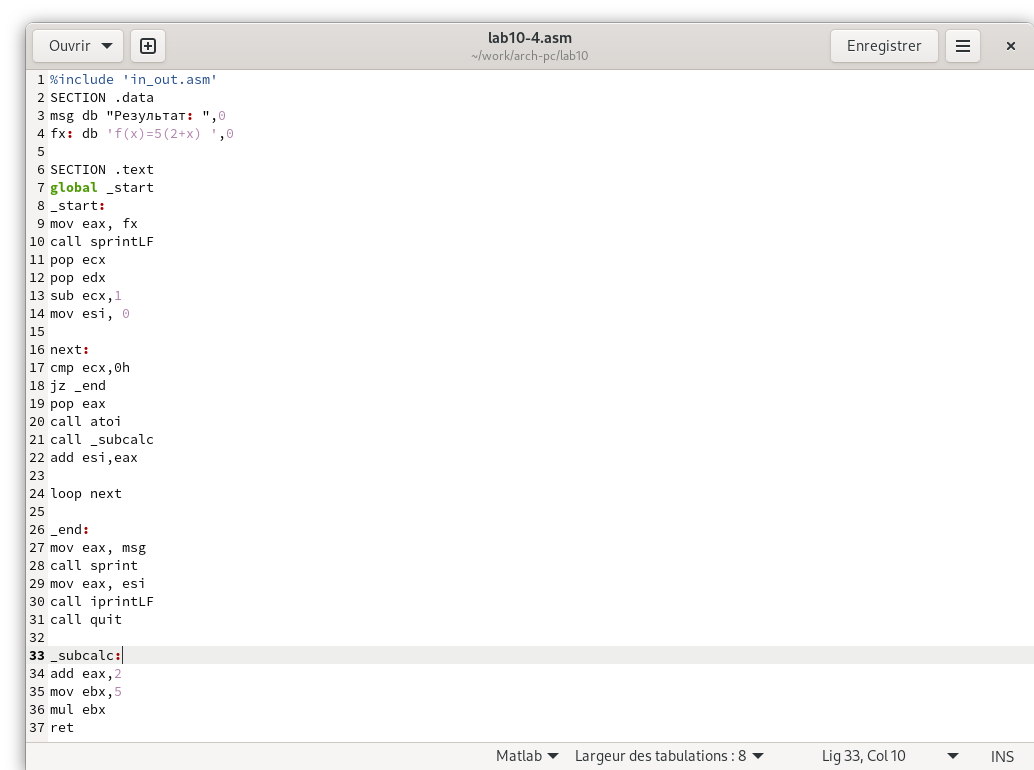 Ouvrir
lab10-4.asm
~/work/arch-pc/lab10
Enregistrer
1 %include 'in_out.asm'
2 SECTION .data
3 msg db "Результат: ",0
4 fx: db 'f(x)=5(2+x) ',0
5
6 SECTION .text
7 global _start
8 _start:
9 mov eax, fx
10 call sprintLF
11 pop ecx
12 pop edx
13 sub ecx,1
14 mov esi, 0
15
16 next:
17 cmp ecx,0h
18 jz _end
19 pop eax
20 call atoi
21 call _subcalc
22 add esi,eax
23
24 loop next
25
26 _end:
27 mov eax, msg
28 call sprint
29 mov eax, esi
30 call iprintLF
31 call quit
32
33 _subcalc:
34 add eax,2
35 mov ebx,5
36 mul ebx
37 ret
Matlab Largeur des tabulations : 8 Lig 33, Col 10 INS